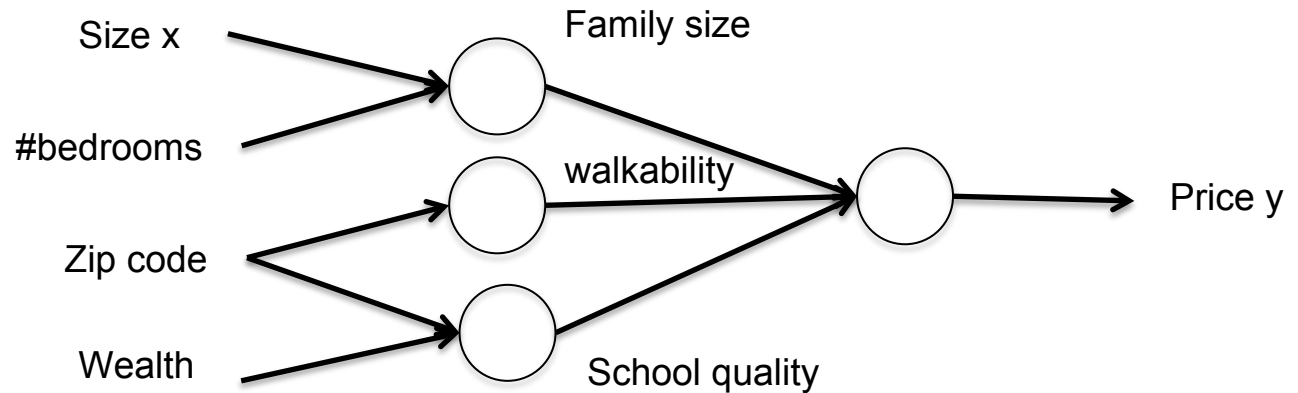 Size x
Family size
#bedrooms
walkability
Price y
Zip code
Wealth
School quality